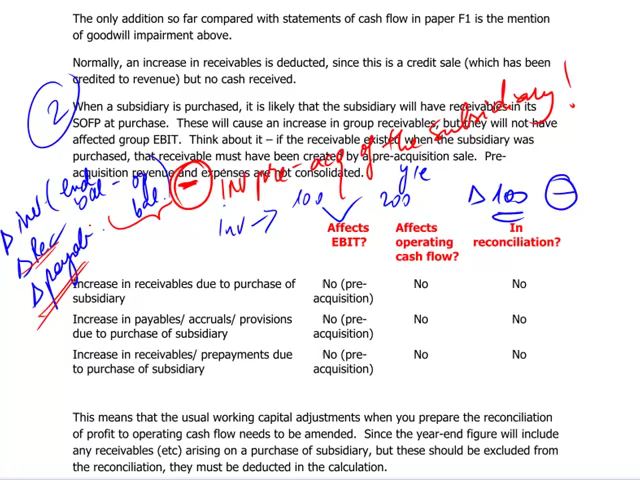 The only addition so far compared with statements of cash flow in paper F1 is the mention
of goodwill impairment above.
Normally, an increase in receivables is deducted, since this is a credit sale (which has been
credited to revenue) but no cash received.
2
When a subsidiary is purchased, it is likely that the subsidiary will have receivables in its
SOFP at purchase. These will cause an increase in group receivables, but they will not have
affected group EBIT. Think about it – if the receivable existed when the subsidiary was
purchased, that receivable must have been created by a pre-acquisition sale. Pre-
acquisition revenue and expenses are not consolidated.
Δ inv (end bal - op bal.
Δ rec
Δ payab
− inv pre-acq of the subsidiary!
y/e
inv → 100 200 Δ 100 −
Affects EBIT? Affects operating cash flow? In reconciliation?
Increase in receivables due to purchase of subsidiary No (pre-acquisition) No No
Increase in payables/ accruals/ provisions due to purchase of subsidiary No (pre-acquisition) No No
Increase in receivables/ prepayments due to purchase of subsidiary No (pre-acquisition) No No
This means that the usual working capital adjustments when you prepare the reconciliation
of profit to operating cash flow needs to be amended. Since the year-end figure will include
any receivables (etc) arising on a purchase of subsidiary, but these should be excluded from
the reconciliation, they must be deducted in the calculation.